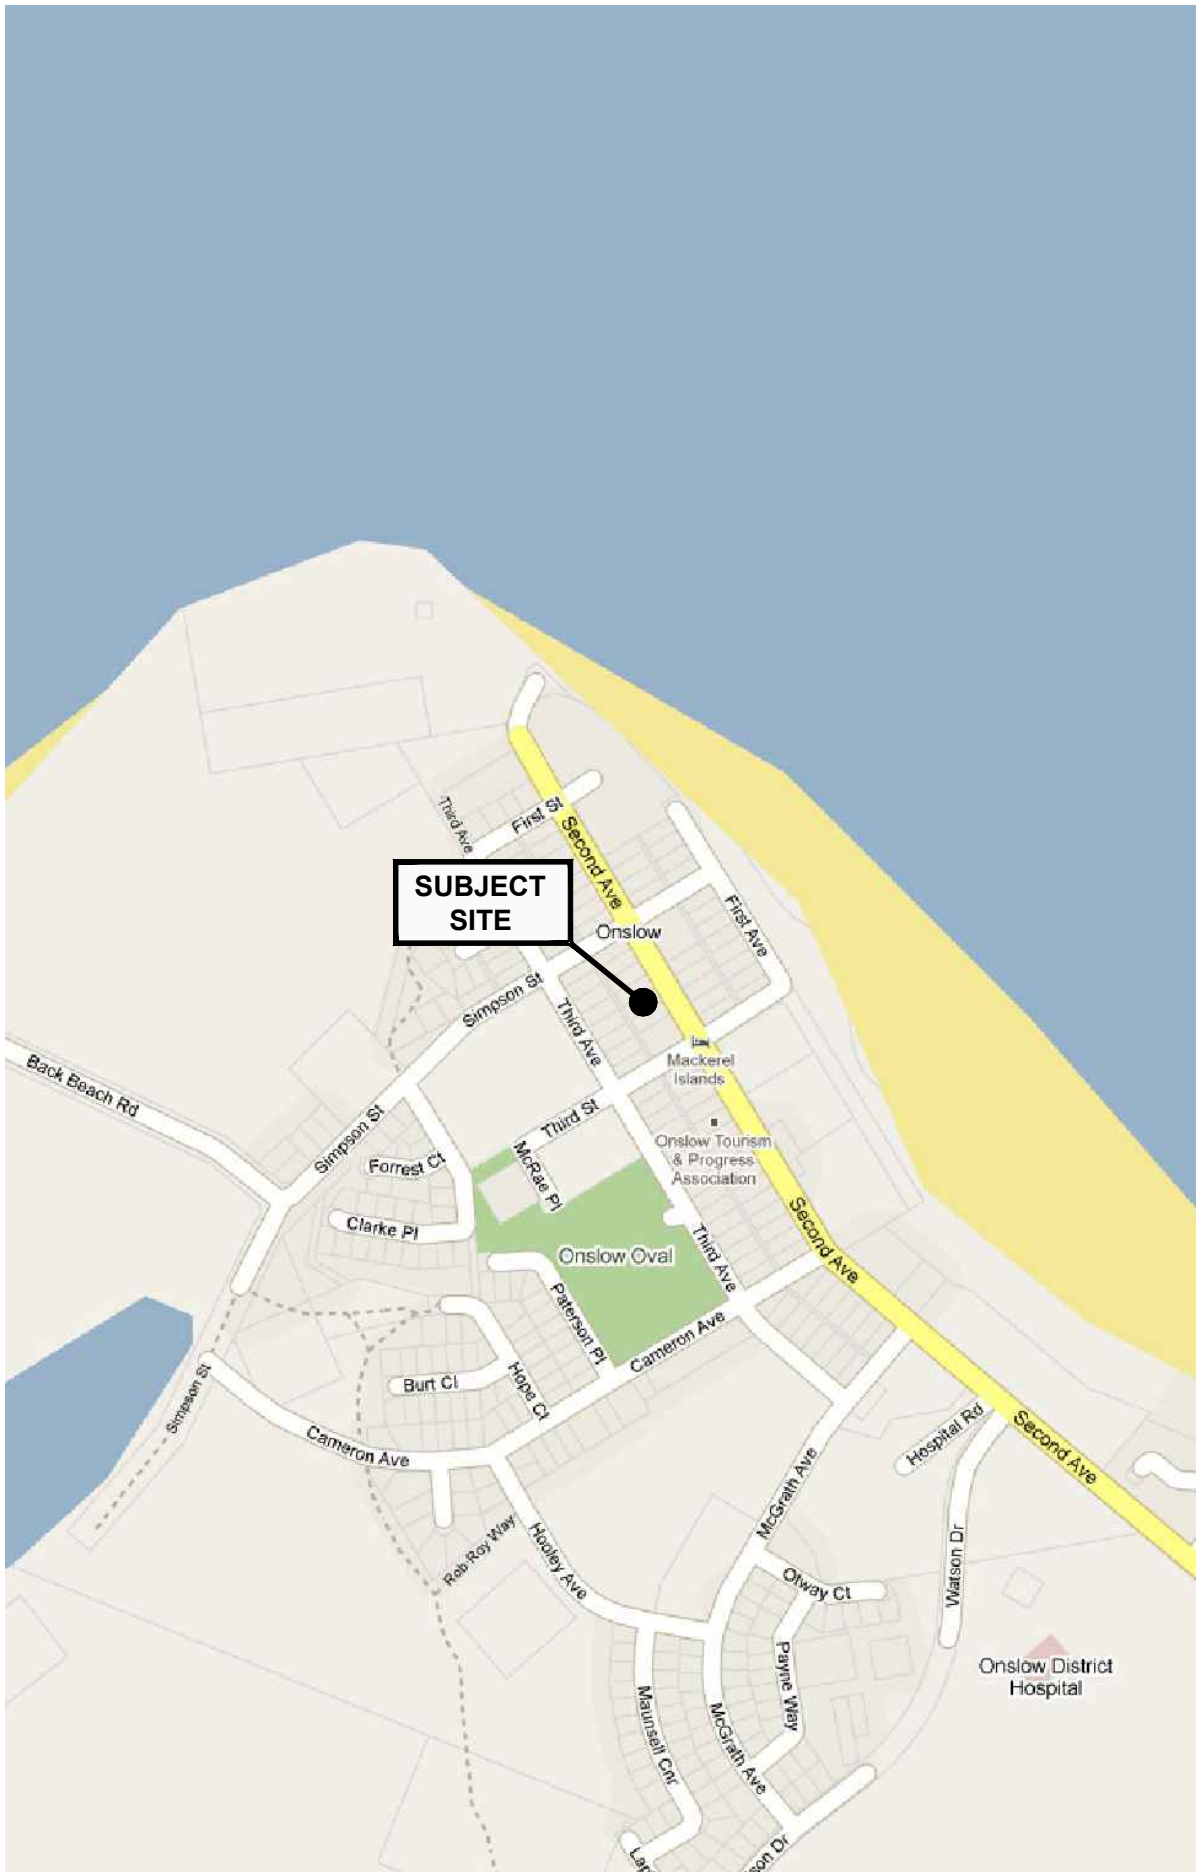 Third Ave
First St
Second Ave
SUBJECT
SITE
First Ave
Onslow
Simpson St
Third Ave
Mackerel
Islands
Back Beach Rd
Third St
Simpson St
Onslow Tourism
& Progress
Association
Forrest Ct
McRae Pl
Clarke Pl
Second Ave
Third Ave
Onslow Oval
Paterson Pl
Cameron Ave
Simpson St
Burt Cl
Hope Ct
Cameron Ave
Hospital Rd
Second Ave
McGrath Ave
Rob Roy Way
Hooley Ave
Watson Dr
Otway Ct
Onslow District
Hospital
Payne Way
Maunsell Cnr
McGrath Ave